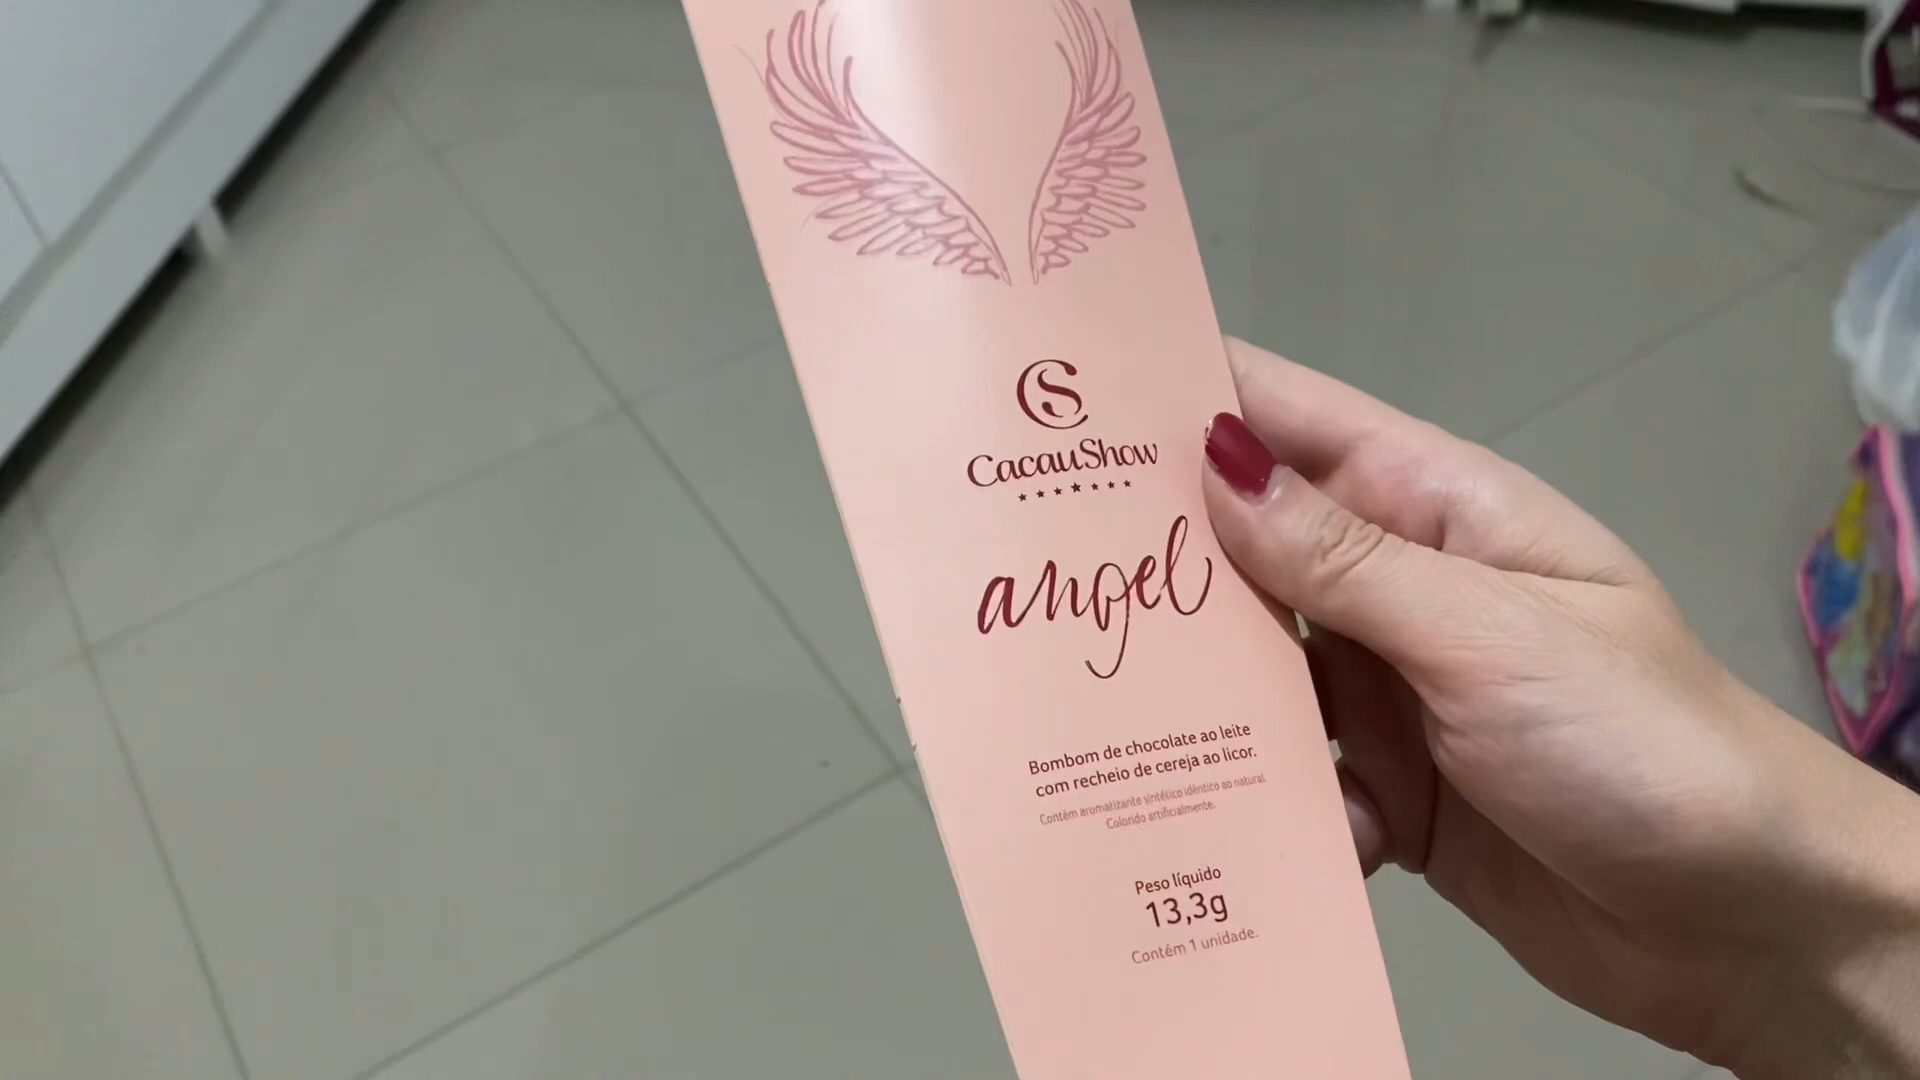 CS
CacauShow
angel
Bombom de chocolate ao leite
com recheio de cereja ao licor.
Contém aromatizante sintético idêntico ao natural.
Colorido artificialmente.
Peso líquido
13,3g
Contém 1 unidade.